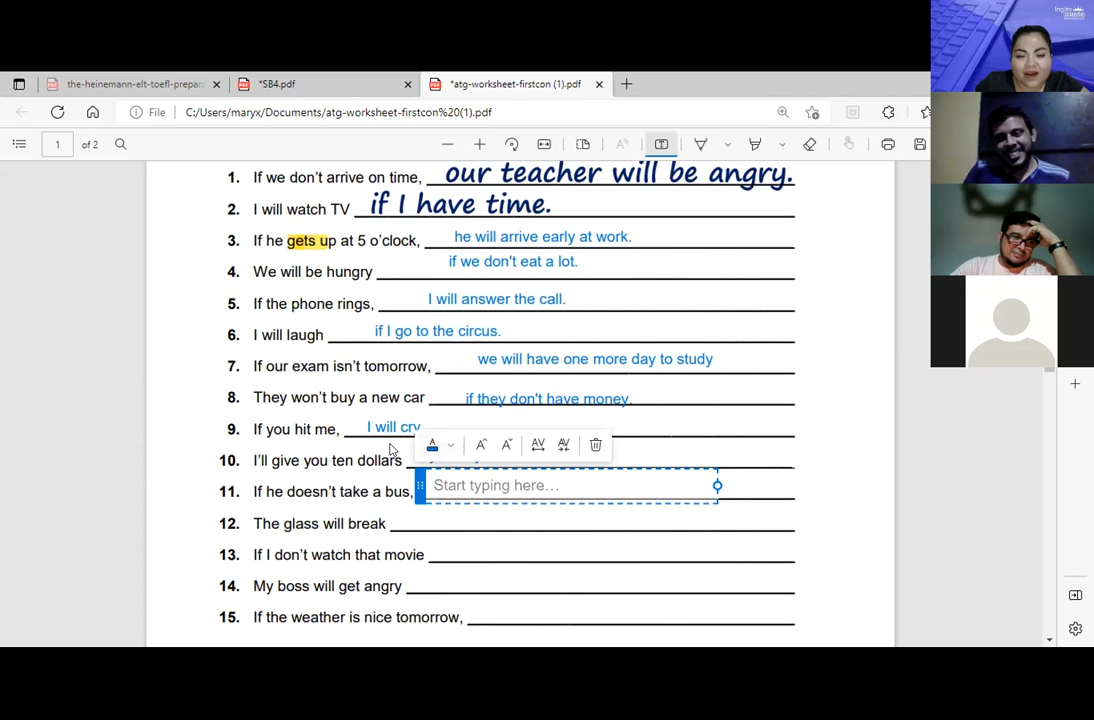 the-heinemann-elt-toefl-prepara
*SB4.pdf
*atg-worksheet-firstcon (1).pdf
File
C:/Users/maryx/Documents/atg-worksheet-firstcon%20(1).pdf
1 of 2
1. If we don't arrive on time, our teacher will be angry.
2. I will watch TV if I have time.
3. If he gets up at 5 o'clock, he will arrive early at work.
4. We will be hungry if we don't eat a lot.
5. If the phone rings, I will answer the call.
6. I will laugh if I go to the circus.
7. If our exam isn't tomorrow, we will have one more day to study
8. They won't buy a new car if they don't have money.
9. If you hit me, I will cry
10. I'll give you ten dollars
11. If he doesn't take a bus, Start typing here…
12. The glass will break
13. If I don't watch that movie
14. My boss will get angry
15. If the weather is nice tomorrow,